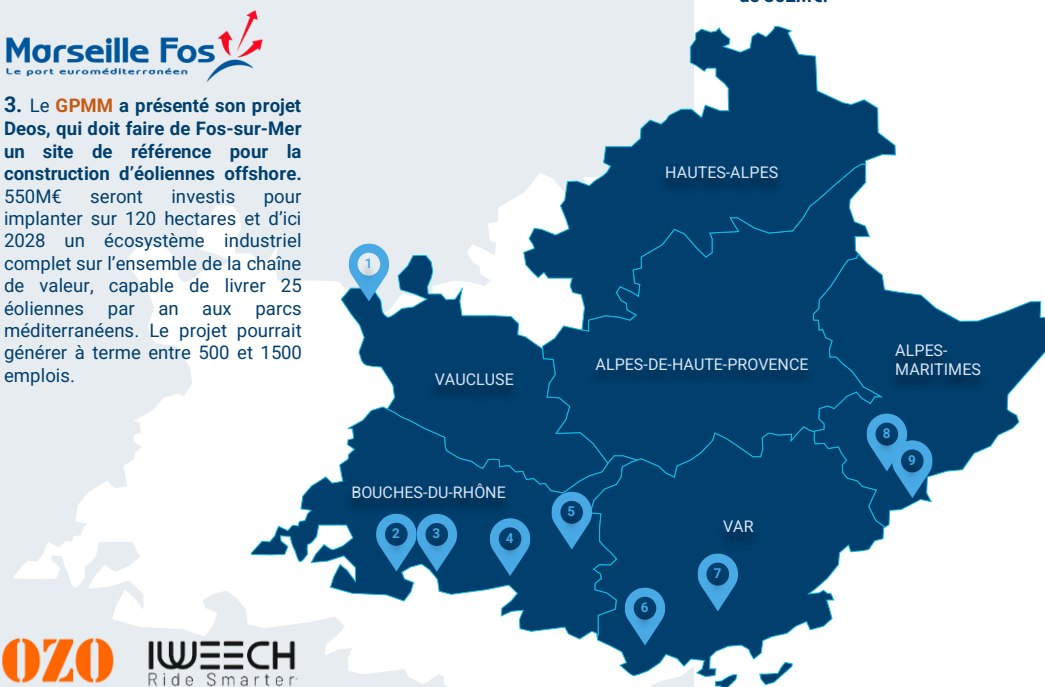 Marseille Fos
Le port euroméditerranéen
3. Le GPMM a présenté son projet
Deos, qui doit faire de Fos-sur-Mer
un site de référence pour la
construction d’éoliennes offshore.
550M€ seront investis pour
implanter sur 120 hectares et d’ici
2028 un écosystème industriel
complet sur l’ensemble de la chaîne
de valeur, capable de livrer 25
éoliennes par an aux parcs
méditerranéens. Le projet pourrait
générer à terme entre 500 et 1500
emplois.
HAUTES-ALPES
1
ALPES-DE-HAUTE-PROVENCE
ALPES-
MARITIMES
VAUCLUSE
8
9
BOUCHES-DU-RHÔNE
2
3
4
5
VAR
6
7
OZO
IWEECH
Ride Smarter